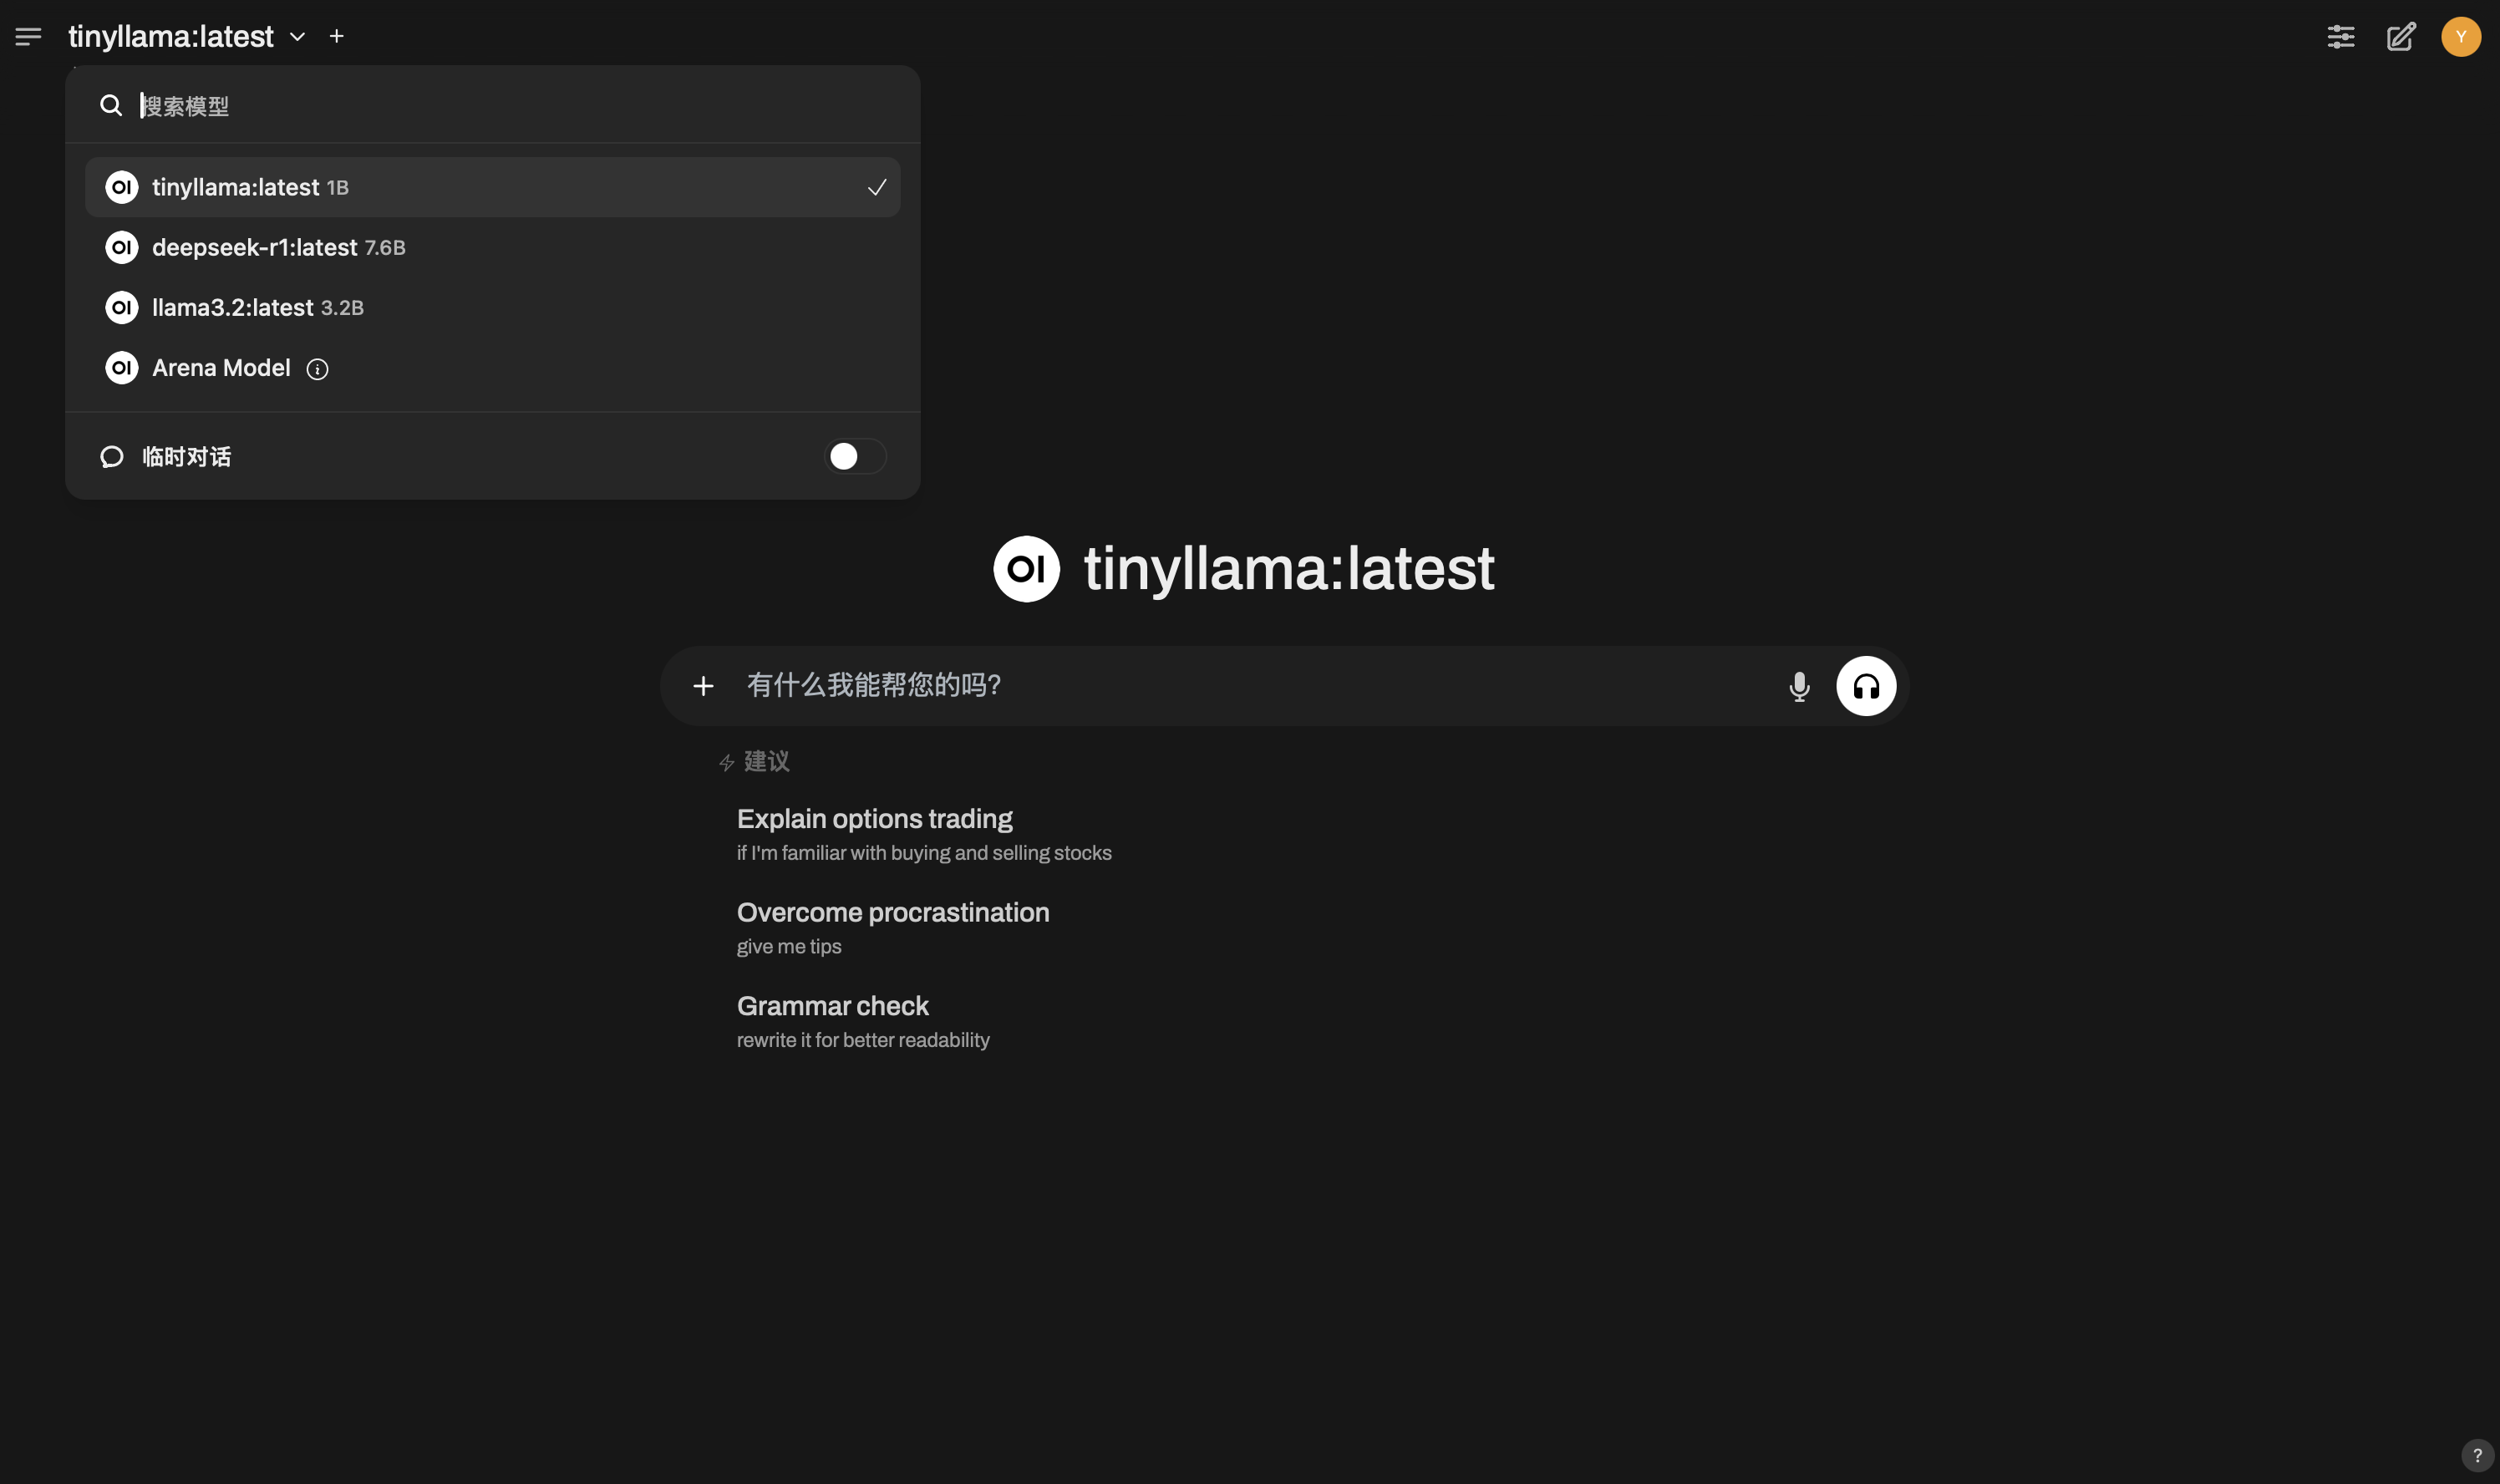 tinyllama:latest
Y
搜索模型
OI tinyllama:latest 1B
OI deepseek-r1:latest 7.6B
OI llama3.2:latest 3.2B
OI Arena Model
临时对话
OI tinyllama:latest
有什么我能帮您的吗?
建议
Explain options trading
if I'm familiar with buying and selling stocks
Overcome procrastination
give me tips
Grammar check
rewrite it for better readability
?